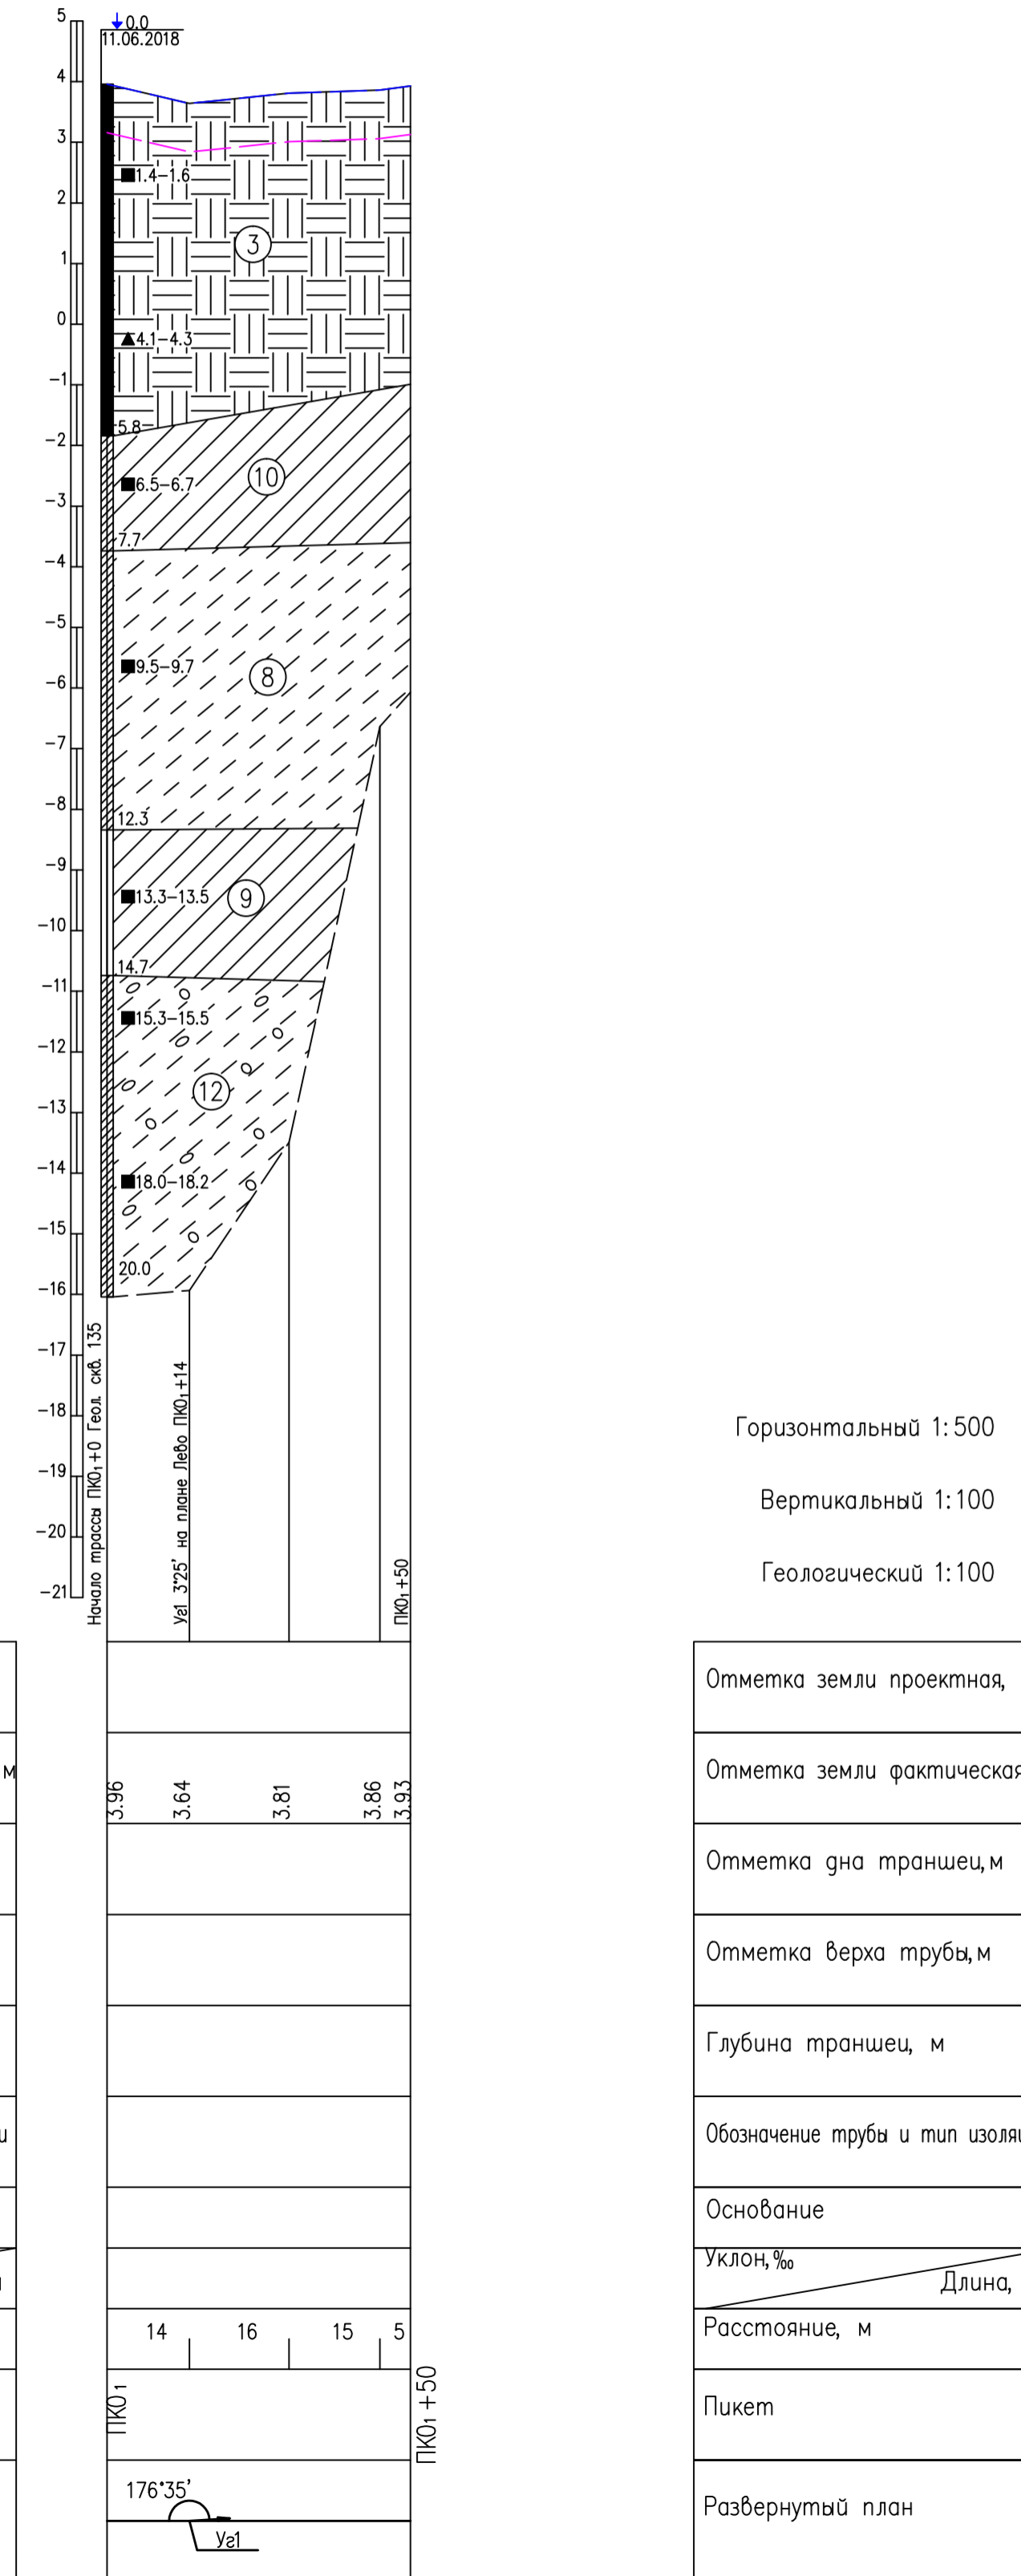 5
0.0
11.06.2018
4
3
1.4–1.6
2
3
1
0
4.1–4.3
–1
5.8
–2
10
6.5–6.7
–3
7.7
–4
–5
9.5–9.7
8
–6
–7
–8
12.3
–9
13.3–13.5
9
–10
14.7
–11
15.3–15.5
–12
12
–13
–14
18.0–18.2
–15
20.0
–16
–17
–18
–19
–20
–21
Начало трассы ПК0₁+0 Геол. скв. 135
Уг1 3°25' на плане Лево ПК0₁+14
ПК0₁+50
Горизонтальный 1:500
Вертикальный 1:100
Геологический 1:100
Отметка земли проектная,
м
3.96 3.64 3.81 3.86 3.93
Отметка земли фактическая
Отметка дна траншеи,м
Отметка верха трубы,м
Глубина траншеи, м
и
Обозначение трубы и тип изоля
Основание
Уклон,‰
Длина,
14 16 15 5
Расстояние, м
ПК0₁
ПК0₁+50
Пикет
176°35'
Уг1
Развернутый план